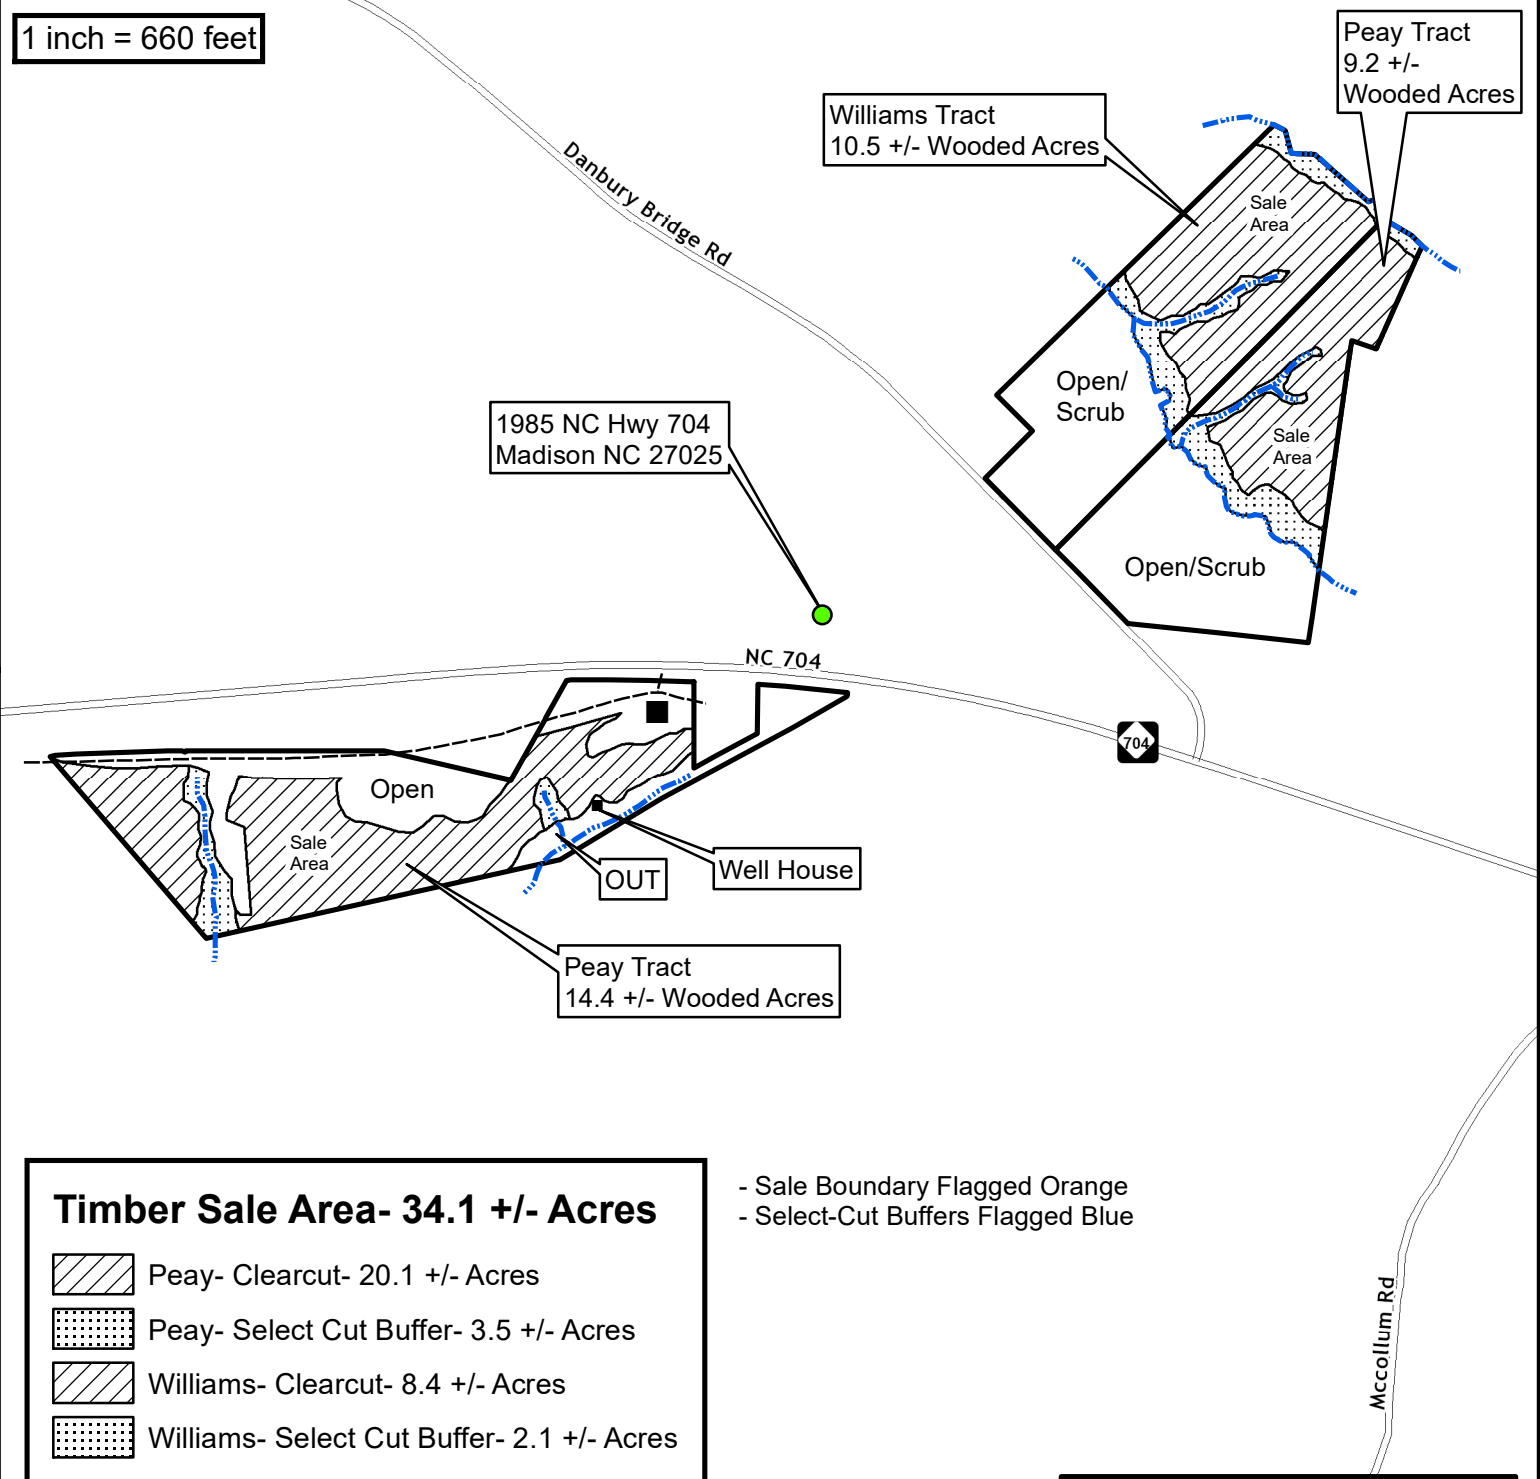 1 inch = 660 feet
Peay Tract
9.2 +/-
Wooded Acres
Williams Tract
10.5 +/- Wooded Acres
Danbury Bridge Rd
Sale
Area
Open/
Scrub
1985 NC Hwy 704
Madison NC 27025
Sale
Area
Open/Scrub
NC 704
704
Open
Sale
Area
Well House
OUT
Peay Tract
14.4 +/- Wooded Acres
Timber Sale Area- 34.1 +/- Acres
Peay- Clearcut- 20.1 +/- Acres
Peay- Select Cut Buffer- 3.5 +/- Acres
Williams- Clearcut- 8.4 +/- Acres
Williams- Select Cut Buffer- 2.1 +/- Acres
- Sale Boundary Flagged Orange
- Select-Cut Buffers Flagged Blue
Mccollum Rd